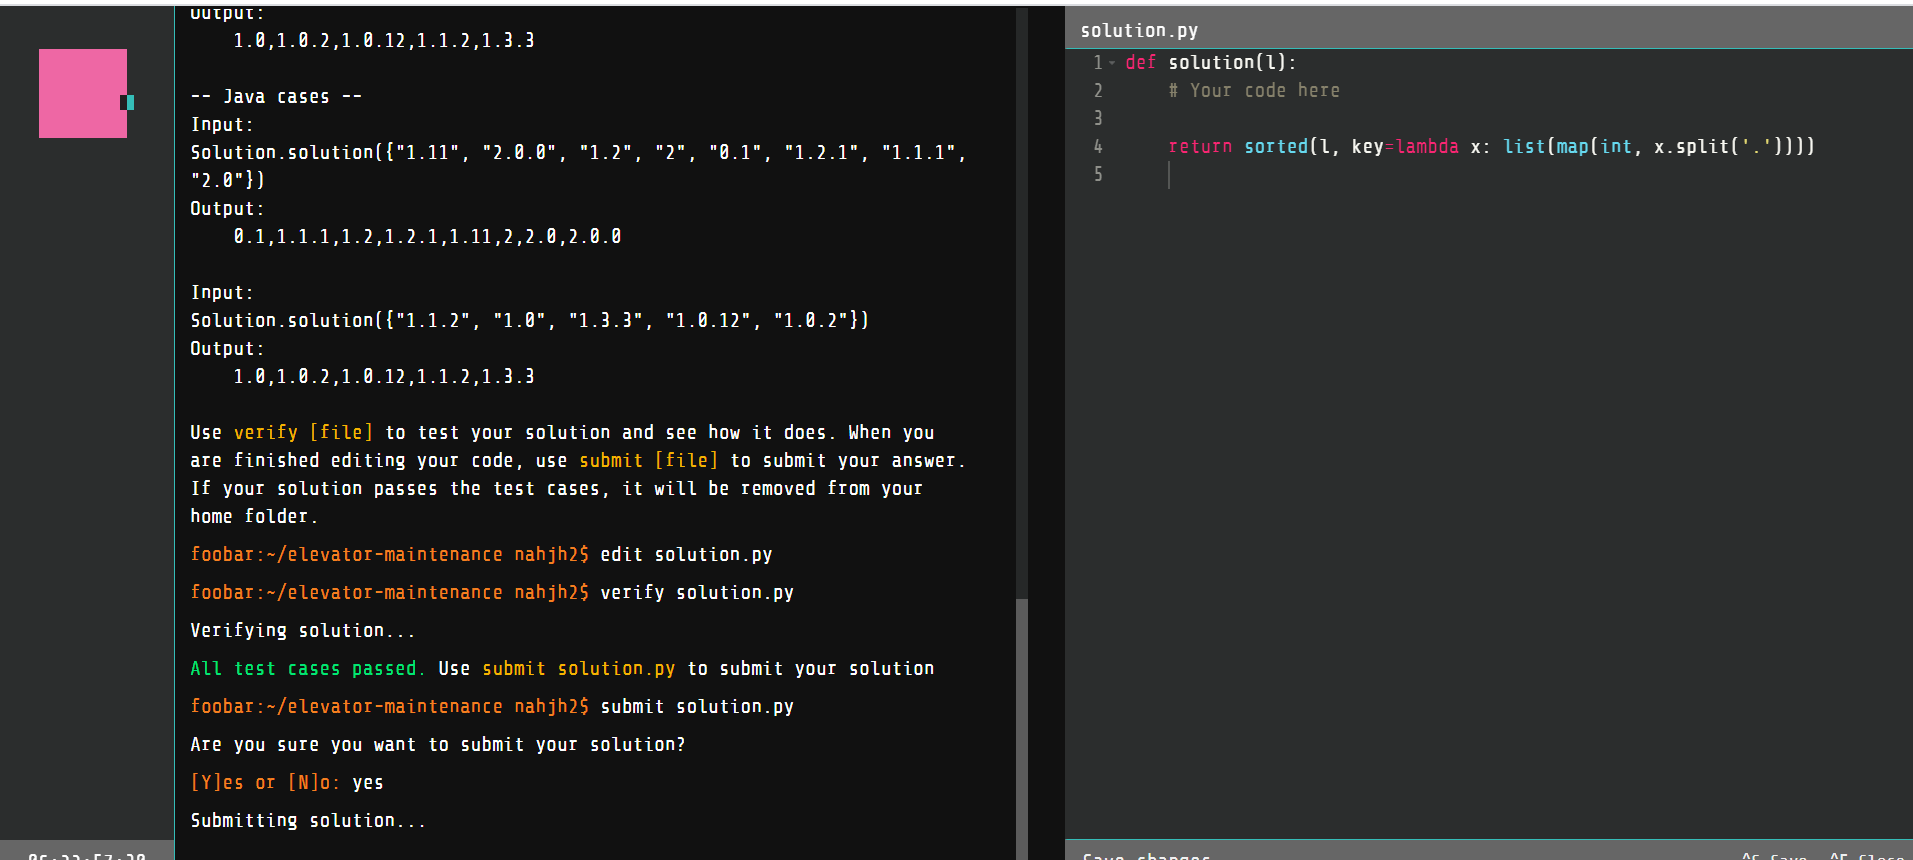 Output:
1.0,1.0.2,1.0.12,1.1.2,1.3.3
-- Java cases --
Input:
Solution.solution({"1.11", "2.0.0", "1.2", "2", "0.1", "1.2.1", "1.1.1",
"2.0"})
Output:
0.1,1.1.1,1.2,1.2.1,1.11,2,2.0,2.0.0
Input:
Solution.solution({"1.1.2", "1.0", "1.3.3", "1.0.12", "1.0.2"})
Output:
1.0,1.0.2,1.0.12,1.1.2,1.3.3
Use verify [file] to test your solution and see how it does. When you
are finished editing your code, use submit [file] to submit your answer.
If your solution passes the test cases, it will be removed from your
home folder.
foobar:~/elevator-maintenance nahjh2$ edit solution.py
foobar:~/elevator-maintenance nahjh2$ verify solution.py
Verifying solution...
All test cases passed. Use submit solution.py to submit your solution
foobar:~/elevator-maintenance nahjh2$ submit solution.py
Are you sure you want to submit your solution?
[Y]es or [N]o: yes
Submitting solution...
solution.py
1 def solution(l):
2 # Your code here
3
4 return sorted(l, key=lambda x: list(map(int, x.split('.'))))
5
Save changes